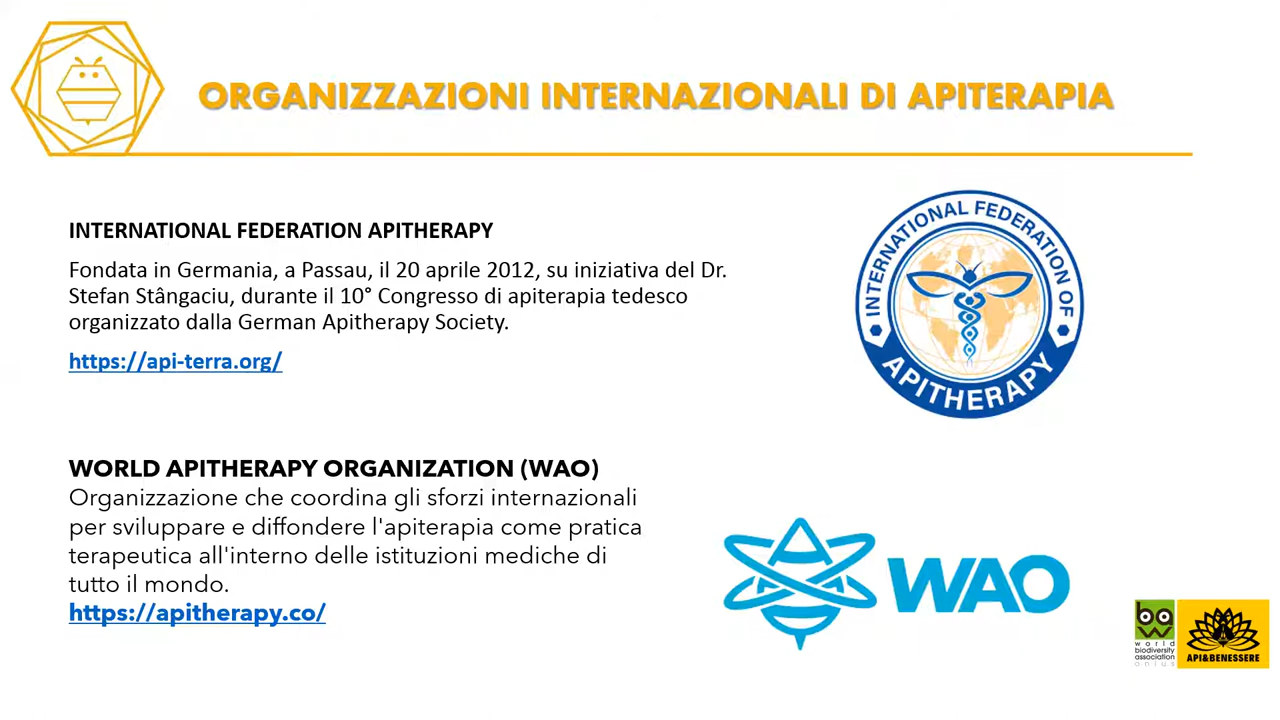 ORGANIZZAZIONI INTERNAZIONALI DI APITERAPIA
INTERNATIONAL FEDERATION APITHERAPY
Fondata in Germania, a Passau, il 20 aprile 2012, su iniziativa del Dr.
Stefan Stângaciu, durante il 10° Congresso di apiterapia tedesco
organizzato dalla German Apitherapy Society.
https://api-terra.org/
INTERNATIONAL FEDERATION OF
APITHERAPY
WORLD APITHERAPY ORGANIZATION (WAO)
Organizzazione che coordina gli sforzi internazionali
per sviluppare e diffondere l'apiterapia come pratica
terapeutica all'interno delle istituzioni mediche di
tutto il mondo.
https://apitherapy.co/
WAO
world
biodiversity
association
onlus
API&BENESSERE